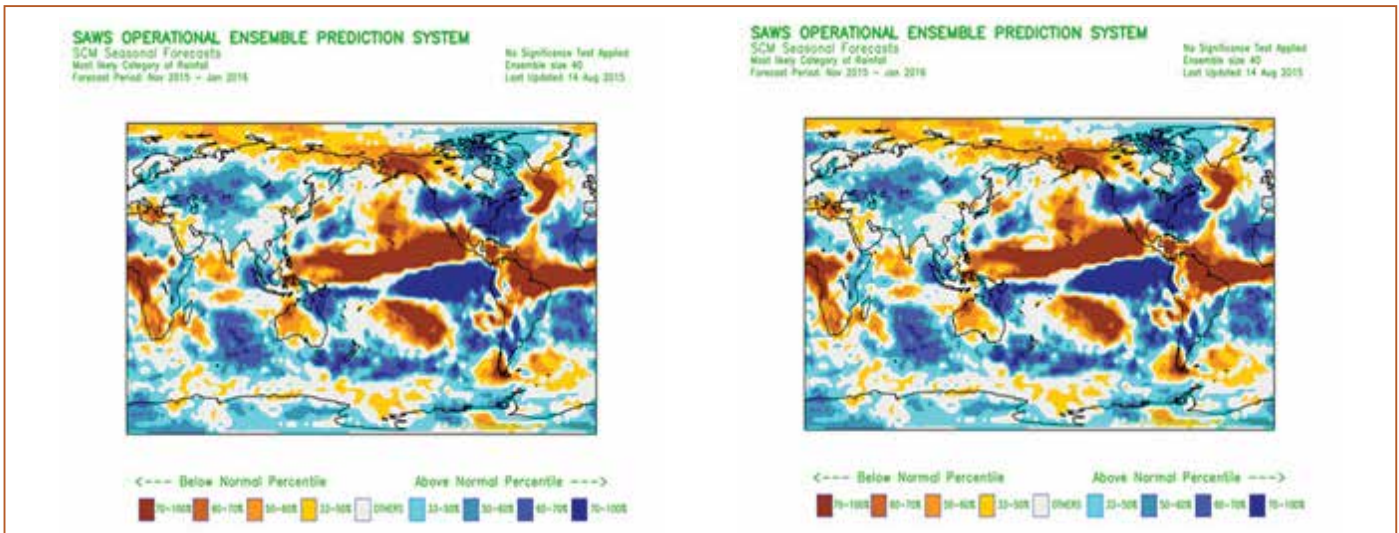 SAWS OPERATIONAL ENSEMBLE PREDICTION SYSTEM
SCM Seasonal Forecasts
Most likely Category of Rainfall
Forecast Period: Nov 2015 - Jan 2016
No Significance Test Applied
Ensemble size 40
Last Updated 14 Aug 2015
<--- Below Normal Percentile
Above Normal Percentile --->
70-100%
60-70%
50-60%
33-50%
OTHERS
33-50%
50-60%
60-70%
70-100%
SAWS OPERATIONAL ENSEMBLE PREDICTION SYSTEM
SCM Seasonal Forecasts
Most likely Category of Rainfall
Forecast Period: Nov 2015 - Jan 2016
No Significance Test Applied
Ensemble size 40
Last Updated 14 Aug 2015
<--- Below Normal Percentile
Above Normal Percentile --->
70-100%
60-70%
50-60%
33-50%
OTHERS
33-50%
50-60%
60-70%
70-100%